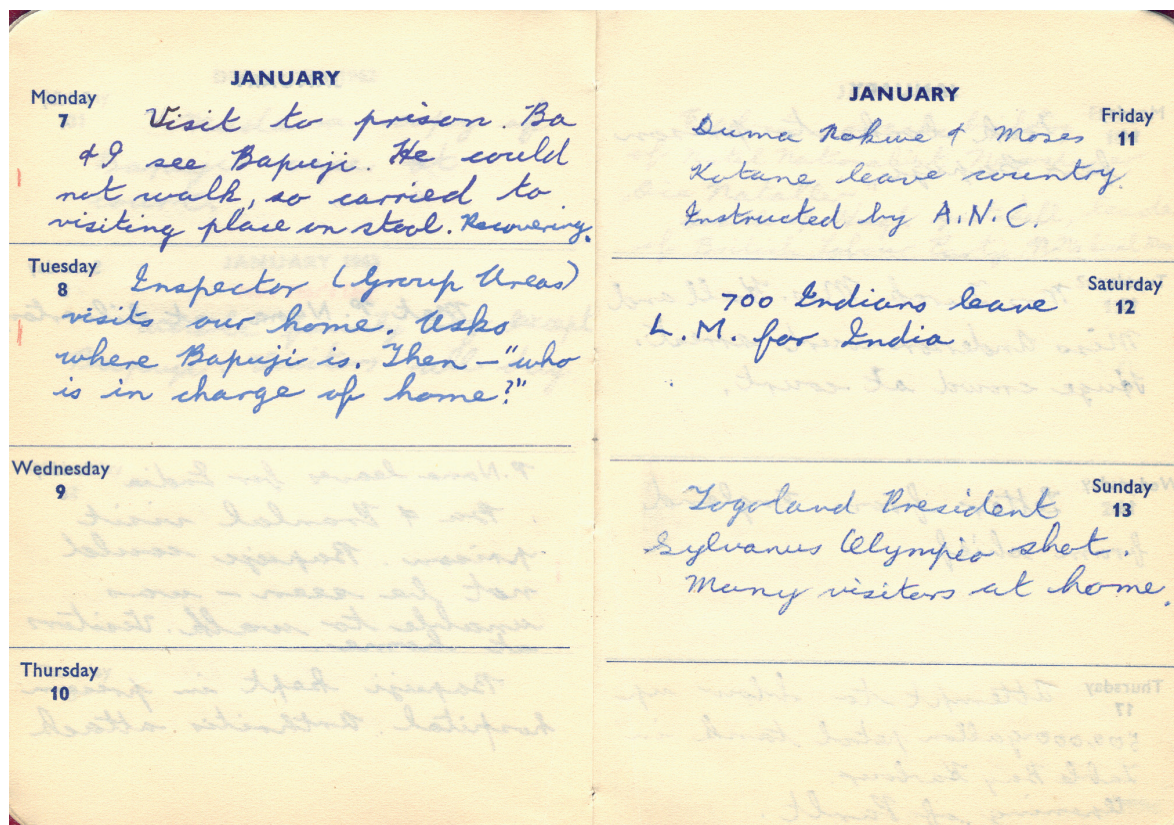 JANUARY
Monday
7
Visit to prison. Ba
& I see Bapuji. He could
not walk, so carried to
visiting place on stool. Recovering.
Tuesday
8
Inspector (Group Areas)
visits our home. Asks
where Bapuji is. Then – "who
is in charge of home?"
Wednesday
9
Thursday
10
JANUARY
Friday
11
Duma Nokwe & Moses
Kotane leave country.
Instructed by A.N.C.
Saturday
12
700 Indians leave
L.M. for India
Sunday
13
Togoland President
Sylvanus Olympio shot.
Many visitors at home.